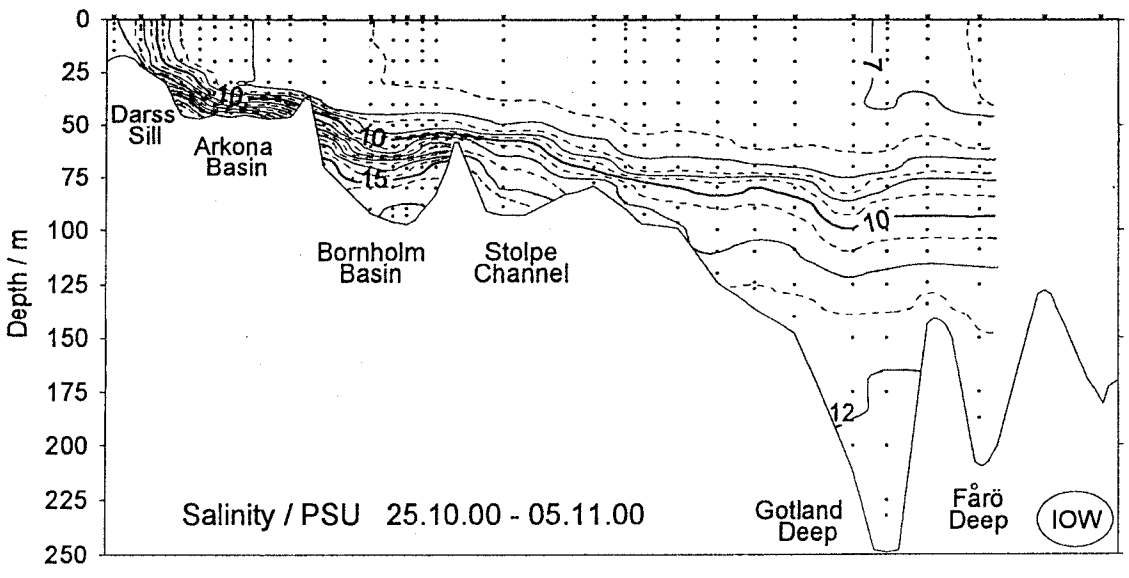 0
25
50
75
100
125
150
175
200
225
250
Depth / m
Darss
Sill
Arkona
Basin
Bornholm
Basin
Stolpe
Channel
Gotland
Deep
Fårö
Deep
10
10
15
7
10
12
Salinity / PSU 25.10.00 - 05.11.00
IOW